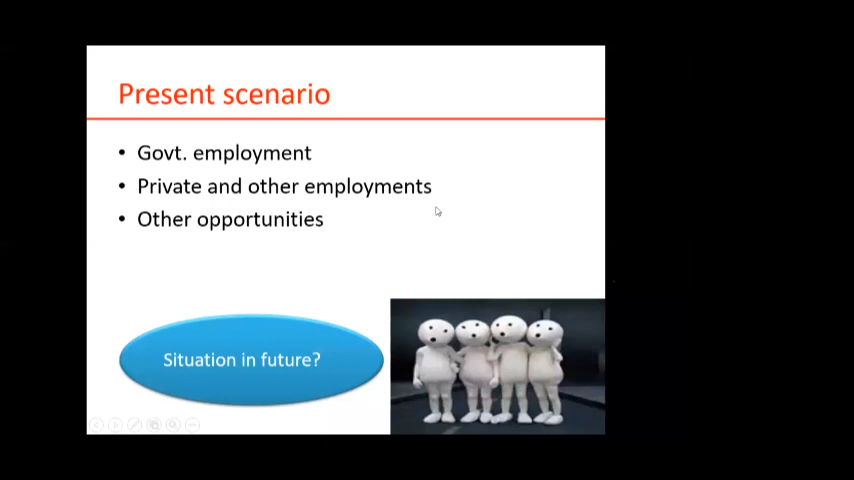 Present scenario
• Govt. employment
• Private and other employments
• Other opportunities
Situation in future?